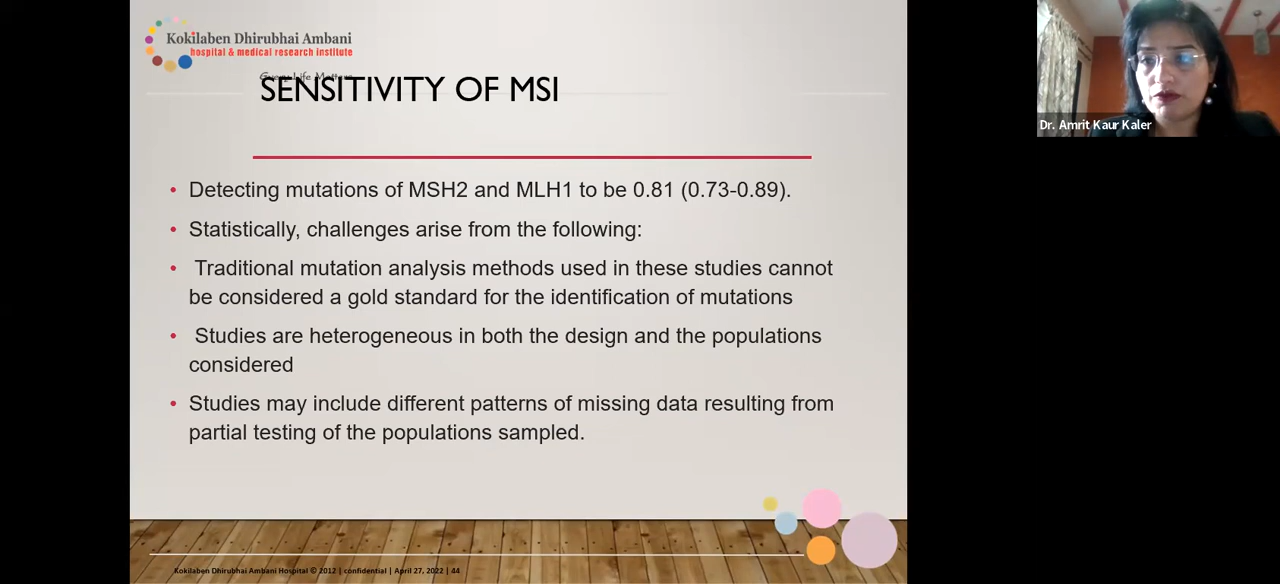 Kokilaben Dhirubhai Ambani
hospital & medical research institute
Every Life Matters
SENSITIVITY OF MSI
• Detecting mutations of MSH2 and MLH1 to be 0.81 (0.73-0.89).
• Statistically, challenges arise from the following:
• Traditional mutation analysis methods used in these studies cannot
be considered a gold standard for the identification of mutations
• Studies are heterogeneous in both the design and the populations
considered
• Studies may include different patterns of missing data resulting from
partial testing of the populations sampled.
Kokilaben Dhirubhai Ambani Hospital © 2012 | confidential | April 27, 2022 | 44
Dr. Amrit Kaur Kaler